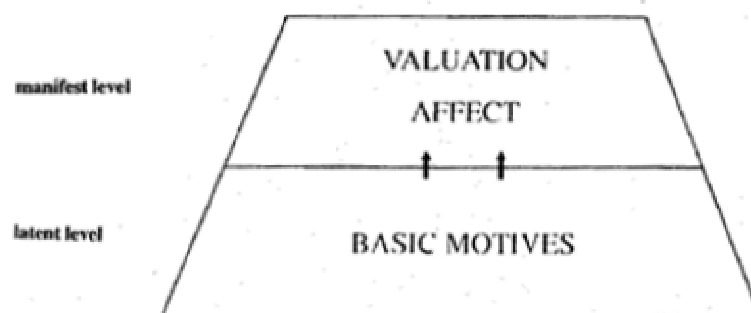 VALUATION
manifest level
AFFECT
latent level
BASIC MOTIVES